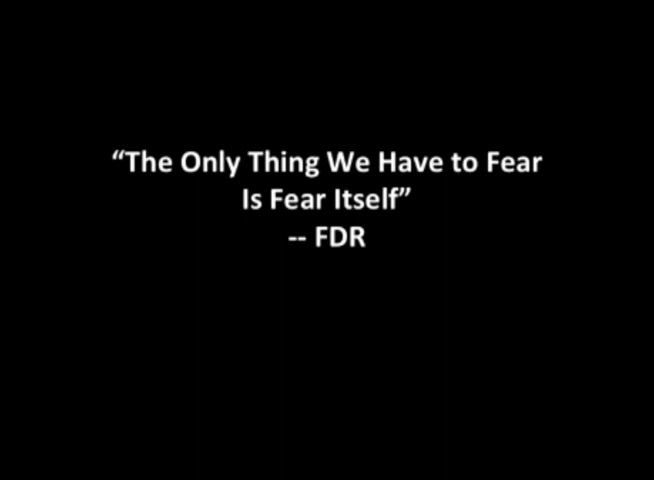 “The Only Thing We Have to Fear
Is Fear Itself”
-- FDR